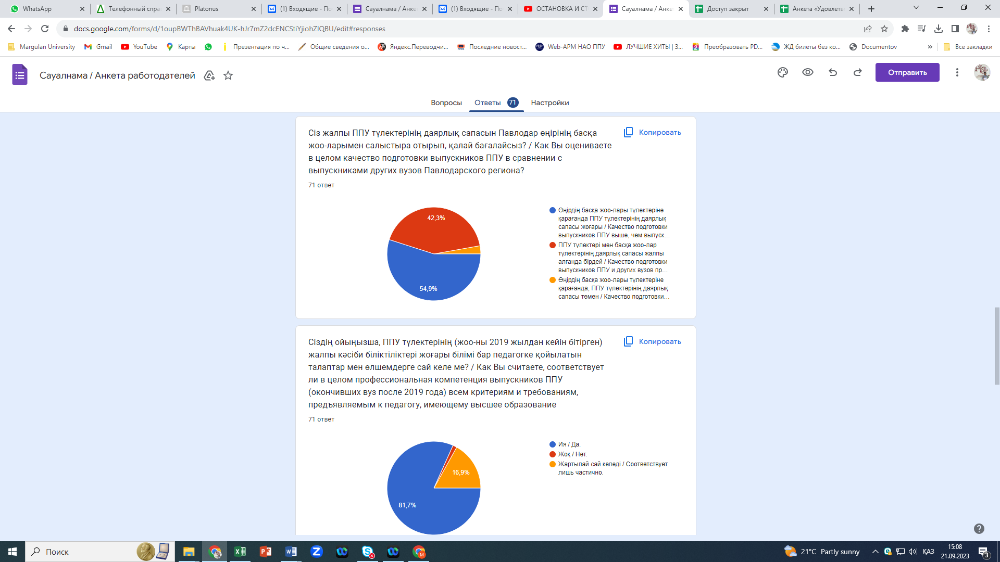 WhatsApp
Телефонный спра
Platonus
(1) Входящие - По
Сауалнама / Анке
(1) Входящие - По
ОСТАНОВКА И СТ
Сауалнама / Анке
Доступ закрыт
Анкета «Удовлетв
docs.google.com/forms/d/1oupBWThBAVhuak4UK-hJr7mZ2dcENCStiYjiohZIQBU/edit#responses
Margulan University
Gmail
YouTube
Карты
Презентация по ч...
Общие сведения о...
Яндекс.Переводчи...
Последние новост...
Web-АРМ НАО ППУ
ЛУЧШИЕ ХИТЫ | З...
Преобразовать PD...
ЖД билеты без ко...
Documentov
»
Все закладки
Сауалнама / Анкета работодателей
Отправить
Вопросы
Ответы 71
Настройки
Сіз жалпы ППУ түлектерінің даярлық сапасын Павлодар өңірінің басқа
жоо-ларымен салыстыра отырып, қалай бағалайсыз? / Как Вы оцениваете
в целом качество подготовки выпускников ППУ в сравнении с
выпускниками других вузов Павлодарского региона?
Копировать
71 ответ
42,3%
54,9%
Өңірдің басқа жоо-лары түлектеріне
қарағанда ППУ түлектерінің даярлық
сапасы жоғары / Качество подготовки
выпускников ППУ выше, чем выпуск...
ППУ түлектері мен басқа жоо-лар
түлектерінің даярлық сапасы жалпы
алғанда бірдей / Качество подготовки
выпускников ППУ и других вузов пр...
Өңірдің басқа жоо-лары түлектеріне
қарағанда, ППУ түлектерінің даярлық
сапасы төмен / Качество подготовки...
Сіздің ойыңызша, ППУ түлектерінің (жоо-ны 2019 жылдан кейін бітірген)
жалпы кәсіби біліктіліктері жоғары білімі бар педагогке қойылатын
талаптар мен өлшемдерге сай келе ме? / Как Вы считаете, соответствует
ли в целом профессиональная компетенция выпускников ППУ
(окончивших вуз после 2019 года) всем критериям и требованиям,
предъявляемым к педагогу, имеющему высшее образование
Копировать
71 ответ
16,9%
81,7%
Ия / Да.
Жоқ / Нет.
Жартылай сай келеді / Соответствует
лишь частично.
Поиск
21°C Partly sunny
ҚАЗ
15:08
21.09.2023
3